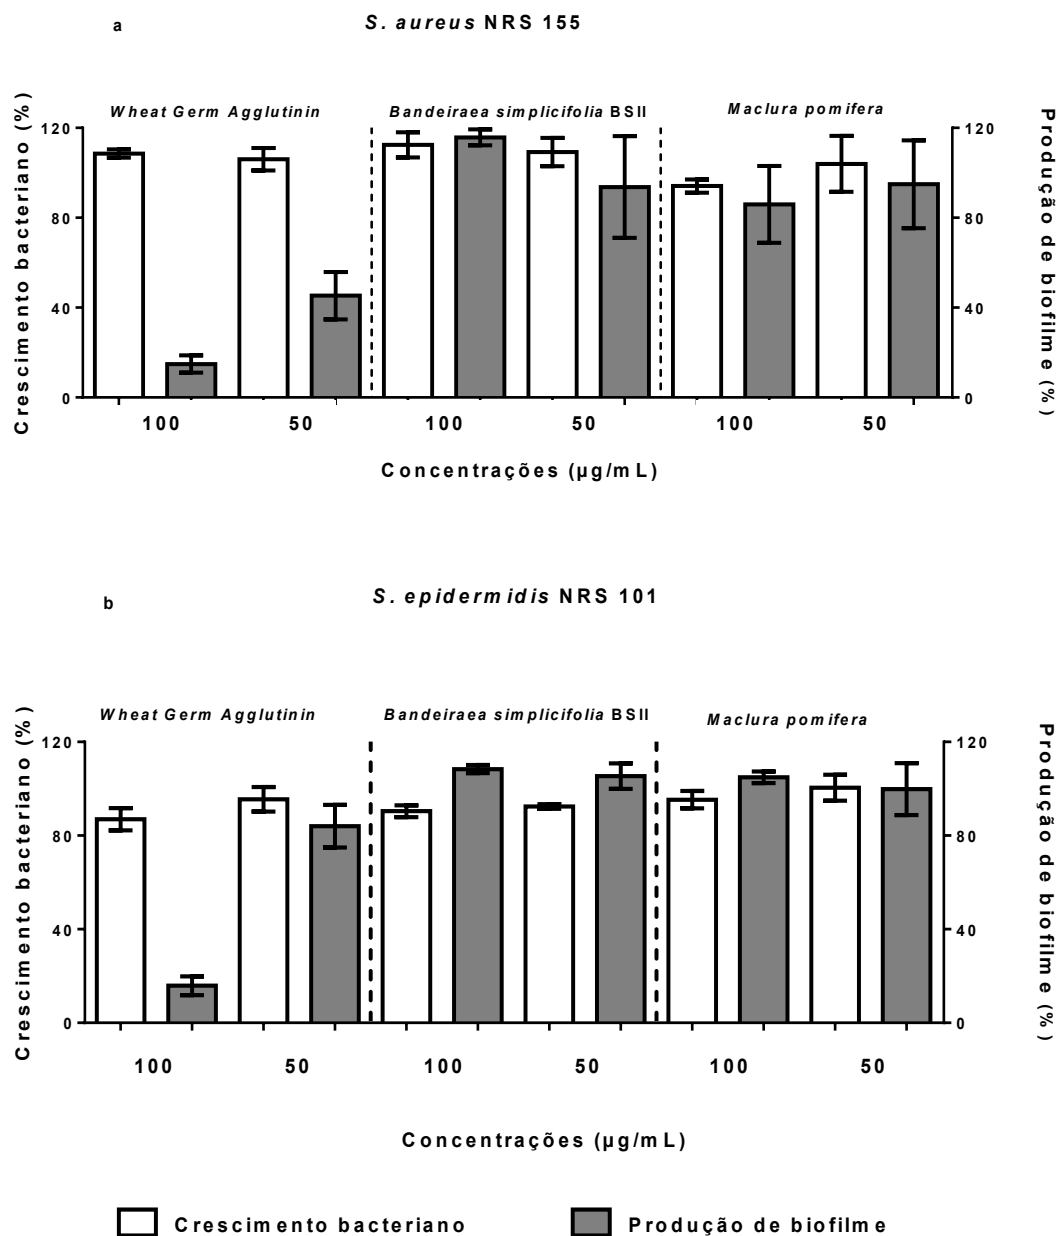 a
S. aureus NRS 155
Wheat Germ Agglutinin
Bandeiraea simplicifolia BSII
Maclura pomifera
Crescimento bacteriano (%)
120
80
40
0
120
80
40
0
Produção de biofilme (%)
100 50 100 50 100 50
Concentrações (µg/mL)
b
S. epidermidis NRS 101
Wheat Germ Agglutinin
Bandeiraea simplicifolia BSII
Maclura pomifera
Crescimento bacteriano (%)
120
80
40
0
120
80
40
0
Produção de biofilme (%)
100 50 100 50 100 50
Concentrações (µg/mL)
Crescimento bacteriano
Produção de biofilme